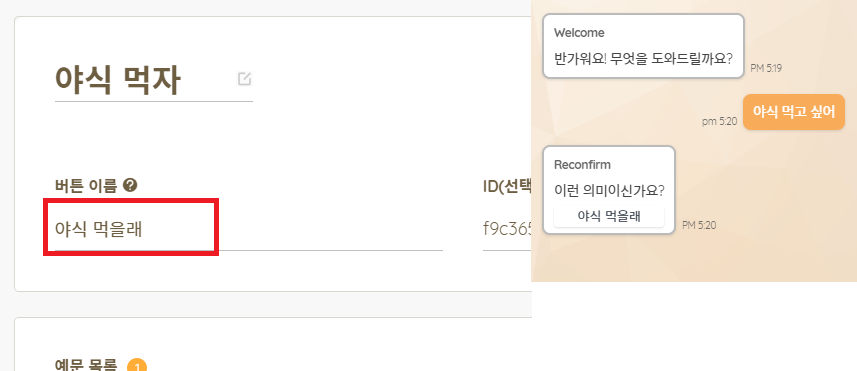 야식 먹자
버튼 이름
야식 먹을래
ID(선택
f9c365
예문 목록 1
Welcome
반가워요! 무엇을 도와드릴까요?
PM 5:19
야식 먹고 싶어
pm 5:20
Reconfirm
이런 의미이신가요?
야식 먹을래
PM 5:20